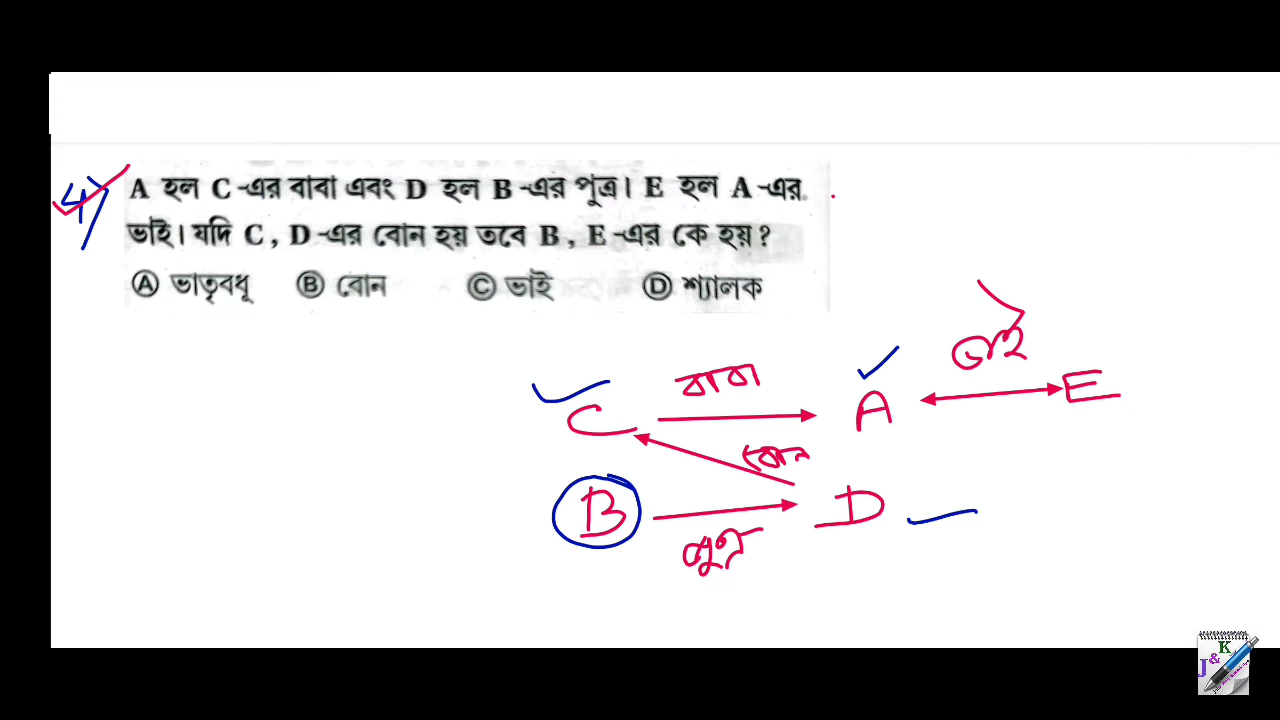 4)
A হল C-এর বাবা এবং D হল B-এর পুত্র। E হল A-এর
ভাই। যদি C, D-এর বোন হয় তবে B, E-এর কে হয়?
Ⓐ ভাতৃবধূ Ⓑ বোন Ⓒ ভাই Ⓓ শ্যালক
ভাই
C বাবা A E
বোন
B D
পুত্র
J&K